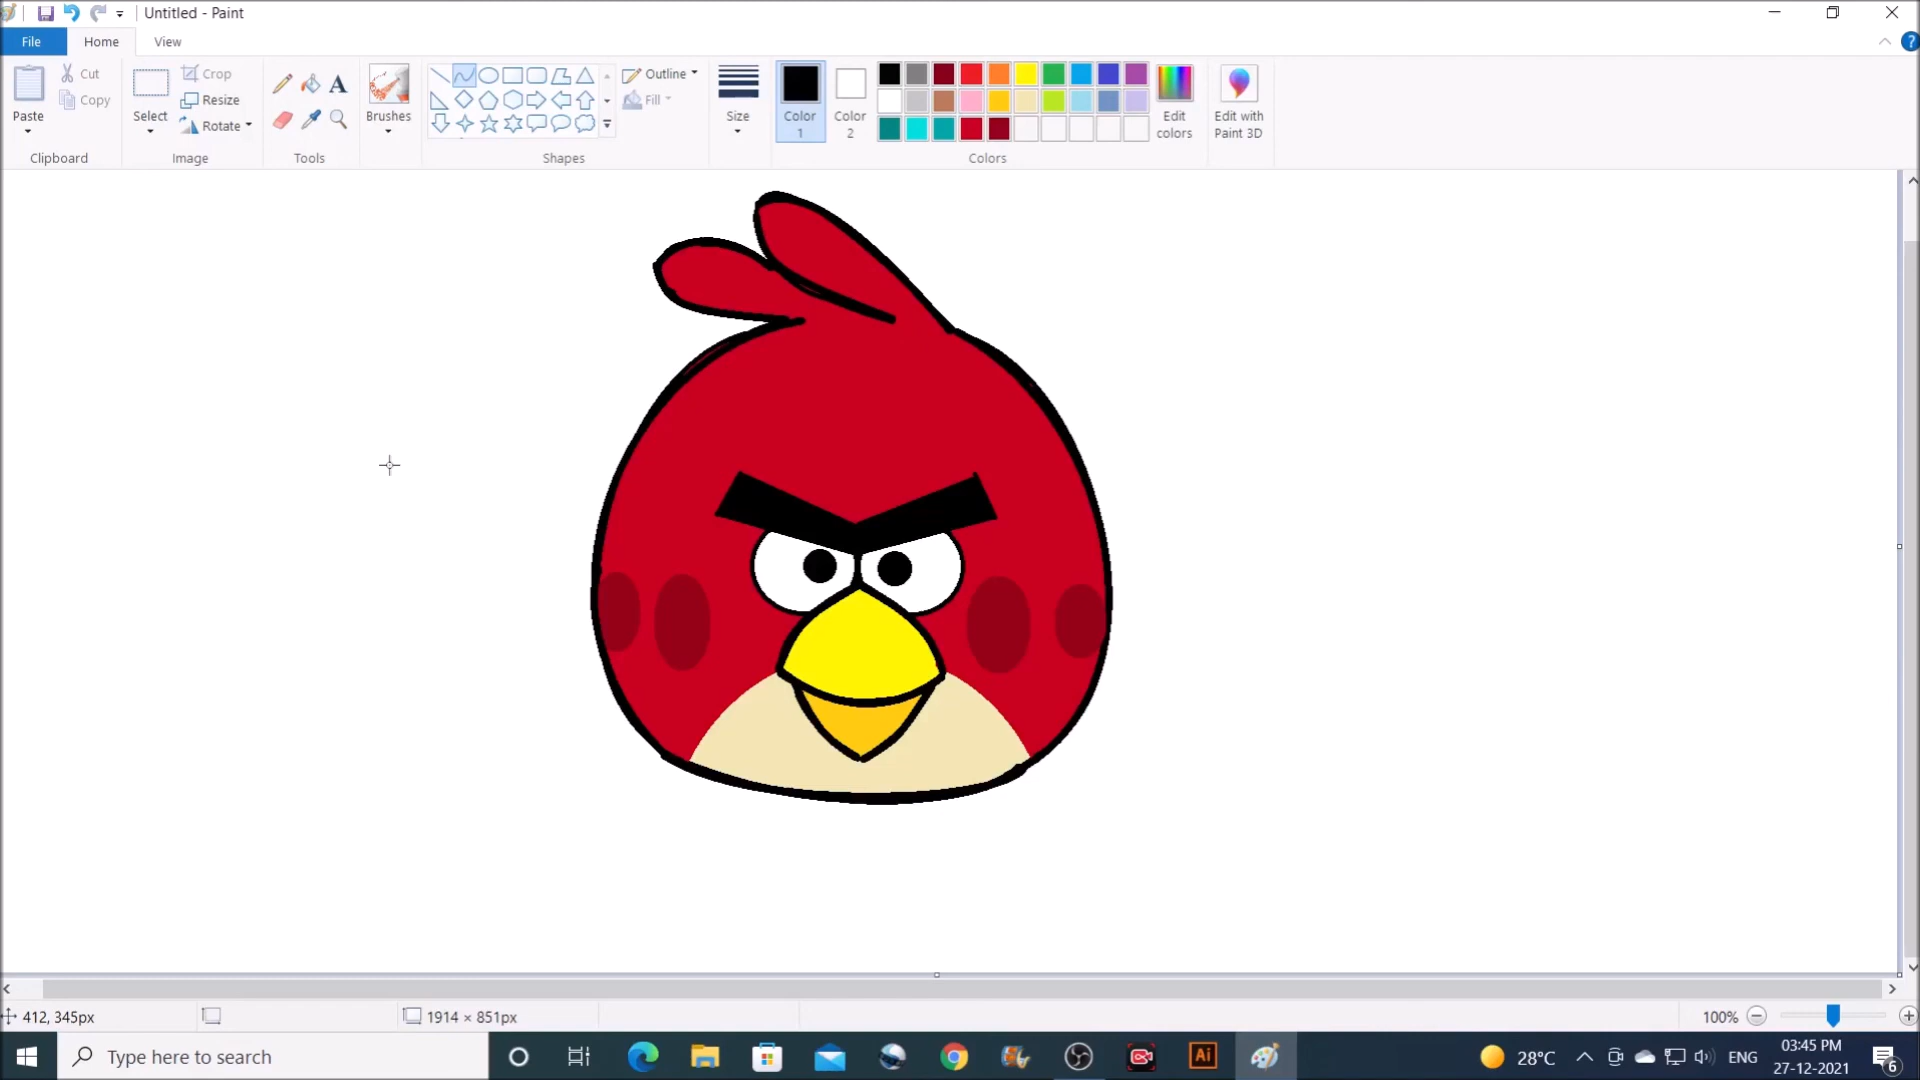 Untitled - Paint
File Home View ?
Paste
Cut
Copy
Clipboard
Select
Crop
Resize
Rotate
Image
A
Tools
Brushes
Outline
Fill
Shapes
Size
Color
1
Color
2
Edit
colors
Colors
Edit with
Paint 3D
412, 345px
1914 × 851px
100%
Type here to search
Ai
28°C
ENG
03:45 PM
27-12-2021
6